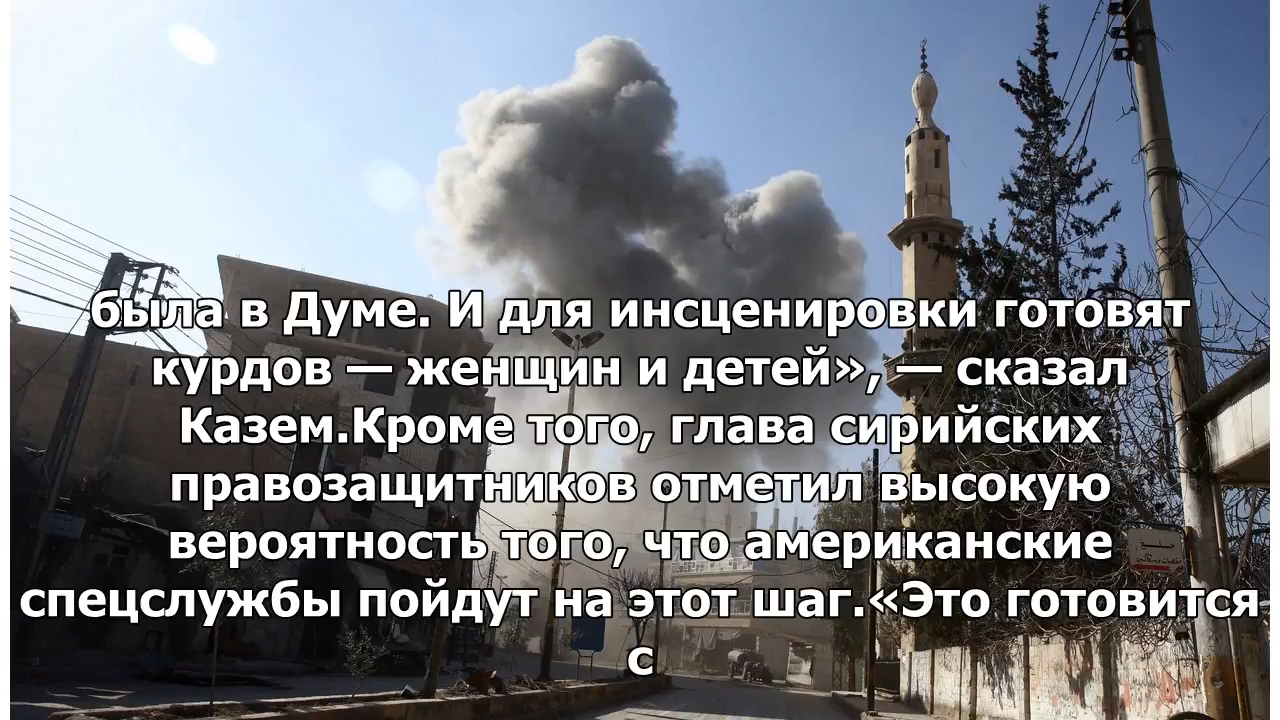 была в Думе. И для инсценировки готовят
курдов — женщин и детей», — сказал
Казем.Кроме того, глава сирийских
правозащитников отметил высокую
вероятность того, что американские
спецслужбы пойдут на этот шаг.«Это готовится
с